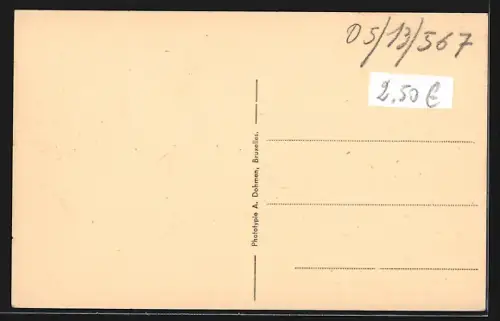 05/13/567
2.50 €
Phototypie A. Dohmen, Bruxelles.